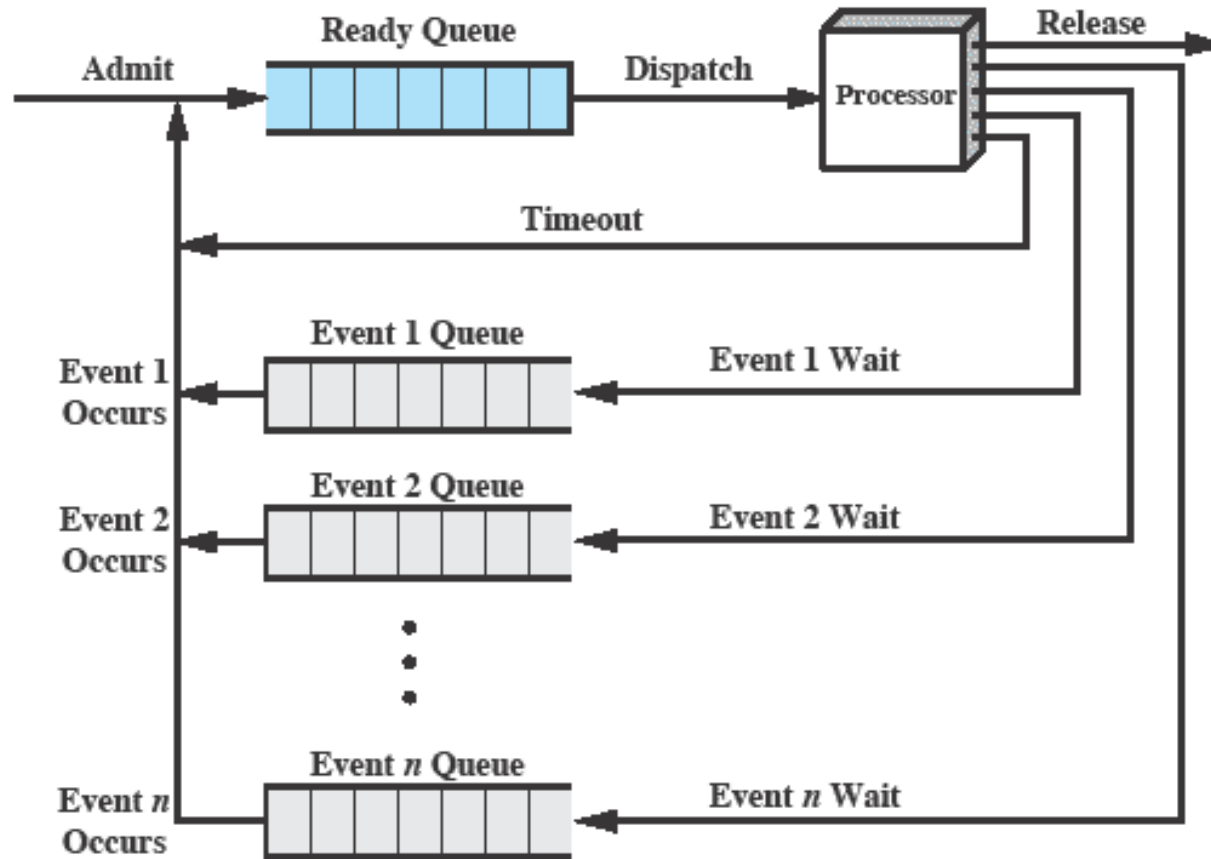 Ready Queue
Admit
Dispatch
Processor
Release
Timeout
Event 1 Queue
Event 1
Occurs
Event 1 Wait
Event 2 Queue
Event 2
Occurs
Event 2 Wait
Event n Queue
Event n
Occurs
Event n Wait